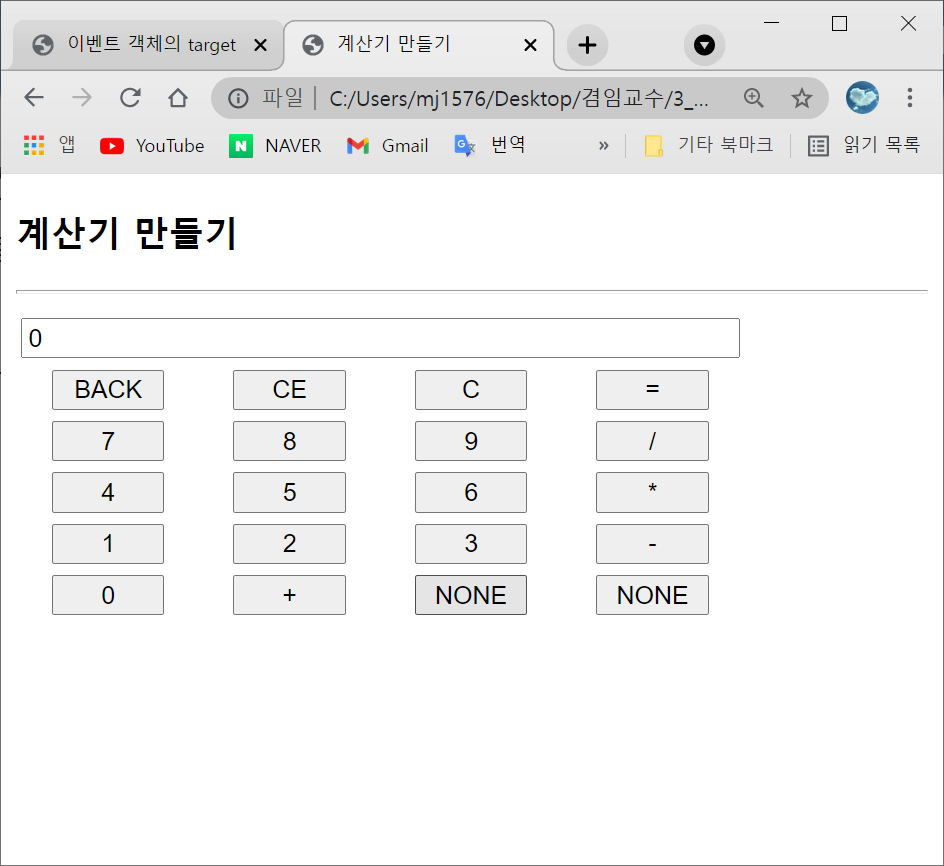 이벤트 객체의 target 계산기 만들기
파일 C:/Users/mj1576/Desktop/겸임교수/3_...
앱 YouTube NAVER Gmail 번역 » 기타 북마크 읽기 목록
계산기 만들기
0
BACK CE C =
7 8 9 /
4 5 6 *
1 2 3 -
0 + NONE NONE